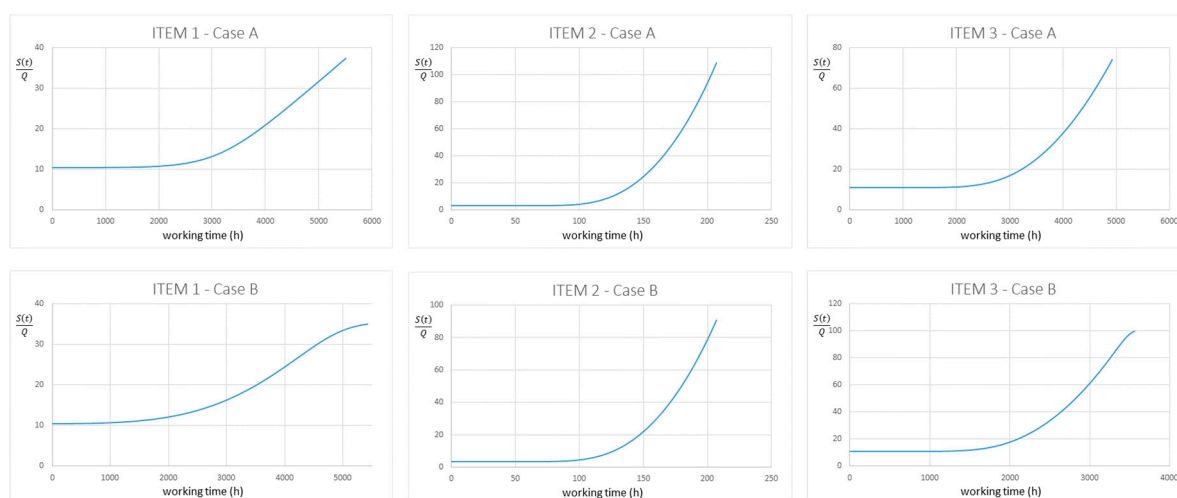 ITEM 1 - Case A
S(t)
Q
40
30
20
10
0
0 1000 2000 3000 4000 5000 6000
working time (h)
ITEM 2 - Case A
S(t)
Q
120
100
80
60
40
20
0
0 50 100 150 200 250
working time (h)
ITEM 3 - Case A
S(t)
Q
80
60
40
20
0
0 1000 2000 3000 4000 5000 6000
working time (h)
ITEM 1 - Case B
S(t)
Q
40
30
20
10
0
0 1000 2000 3000 4000 5000
working time (h)
ITEM 2 - Case B
S(t)
Q
100
80
60
40
20
0
0 50 100 150 200 250
working time (h)
ITEM 3 - Case B
S(t)
Q
120
100
80
60
40
20
0
0 1000 2000 3000 4000
working time (h)